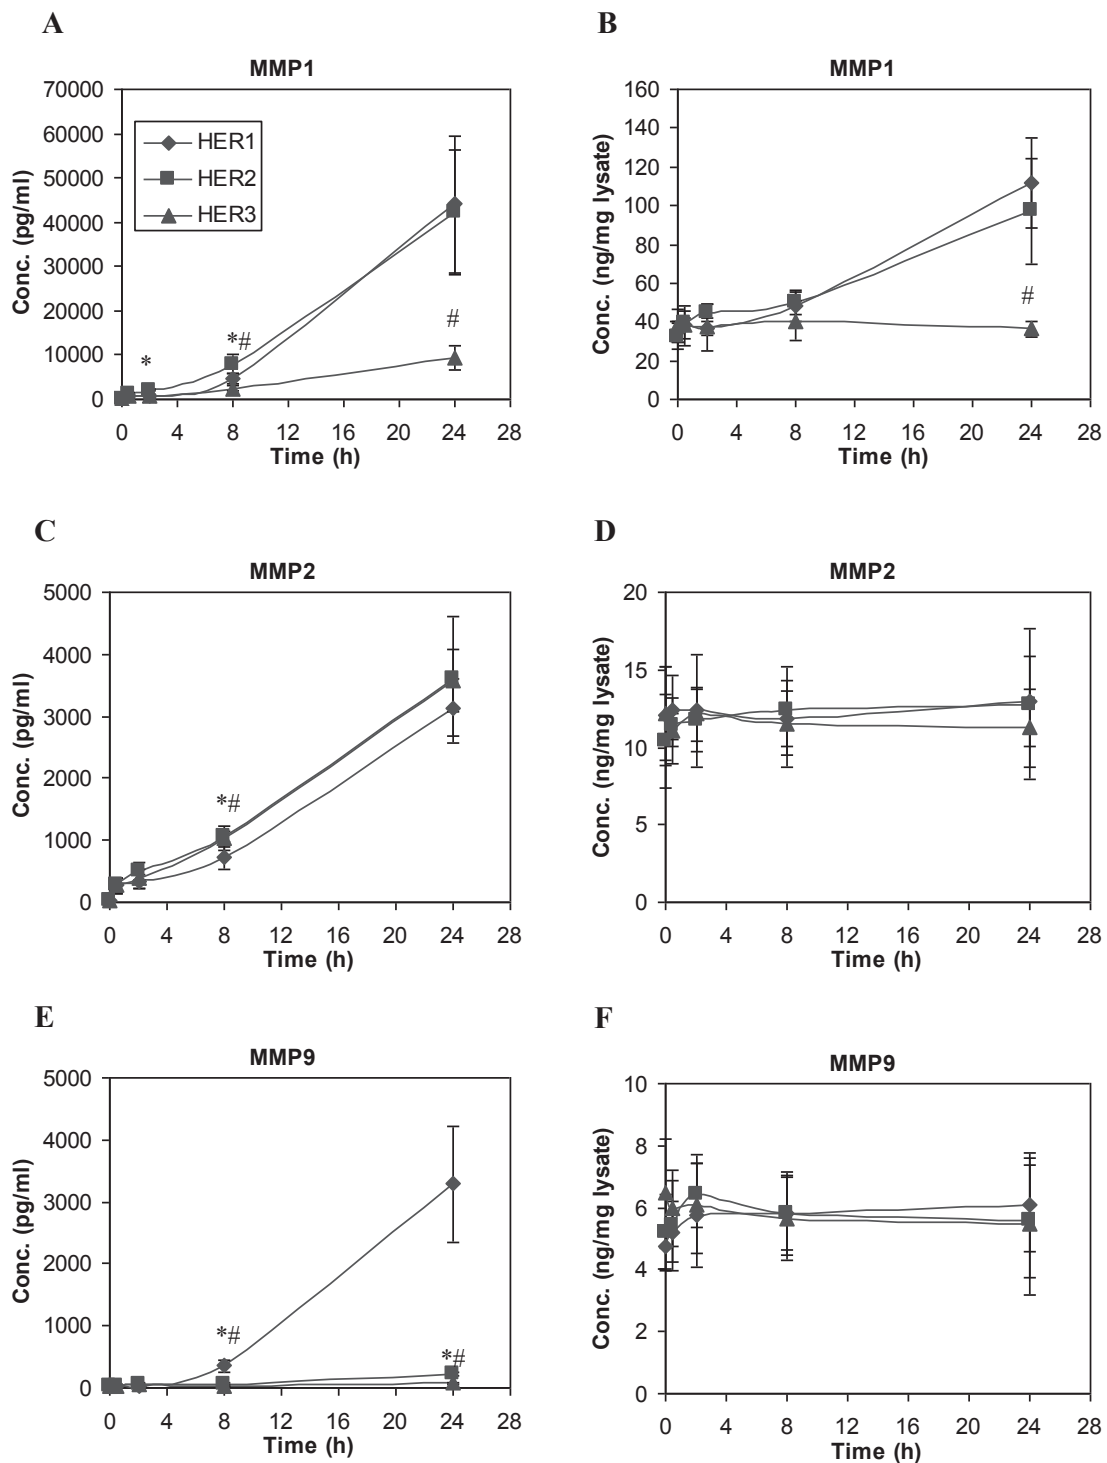 A
MMP1
Conc. (pg/ml)
70000
60000
50000
40000
30000
20000
10000
0
HER1
HER2
HER3
*
*#
#
0 4 8 12 16 20 24 28
Time (h)
B
MMP1
Conc. (ng/mg lysate)
160
140
120
100
80
60
40
20
0
#
0 4 8 12 16 20 24 28
Time (h)
C
MMP2
Conc. (pg/ml)
5000
4000
3000
2000
1000
0
*#
0 4 8 12 16 20 24 28
Time (h)
D
MMP2
Conc. (ng/mg lysate)
20
15
10
5
0
0 4 8 12 16 20 24 28
Time (h)
E
MMP9
Conc. (pg/ml)
5000
4000
3000
2000
1000
0
*#
*#
0 4 8 12 16 20 24 28
Time (h)
F
MMP9
Conc. (ng/mg lysate)
10
8
6
4
2
0
0 4 8 12 16 20 24 28
Time (h)